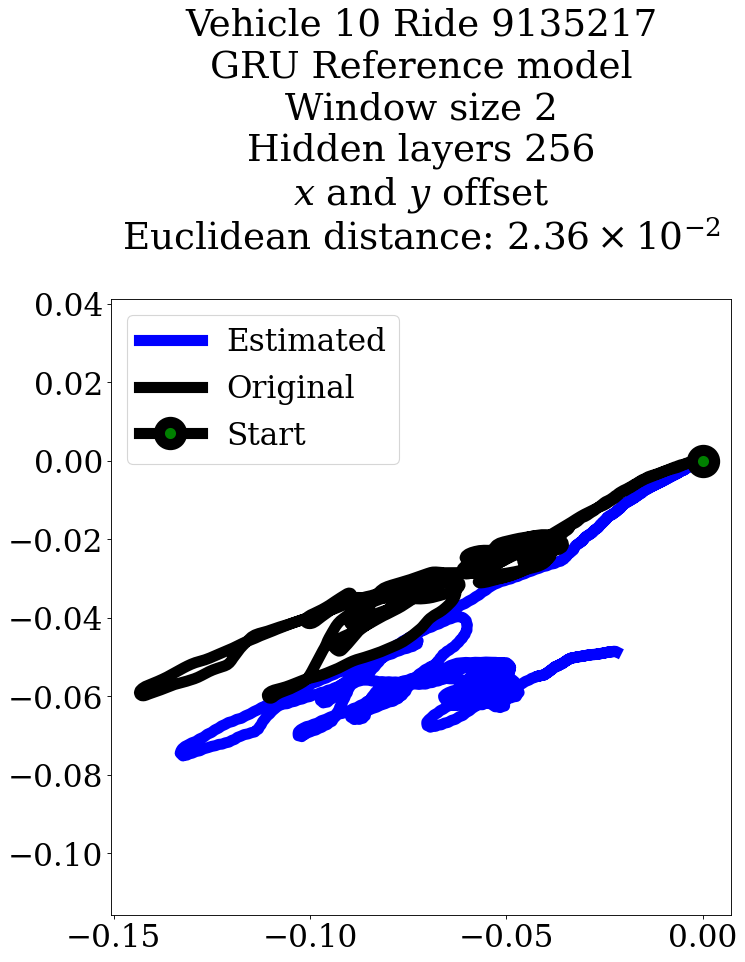 Vehicle 10 Ride 9135217
GRU Reference model
Window size 2
Hidden layers 256
x and y offset
Euclidean distance: 2.36 × 10⁻²
0.04
0.02
0.00
−0.02
−0.04
−0.06
−0.08
−0.10
Estimated
Original
Start
−0.15
−0.10
−0.05
0.00